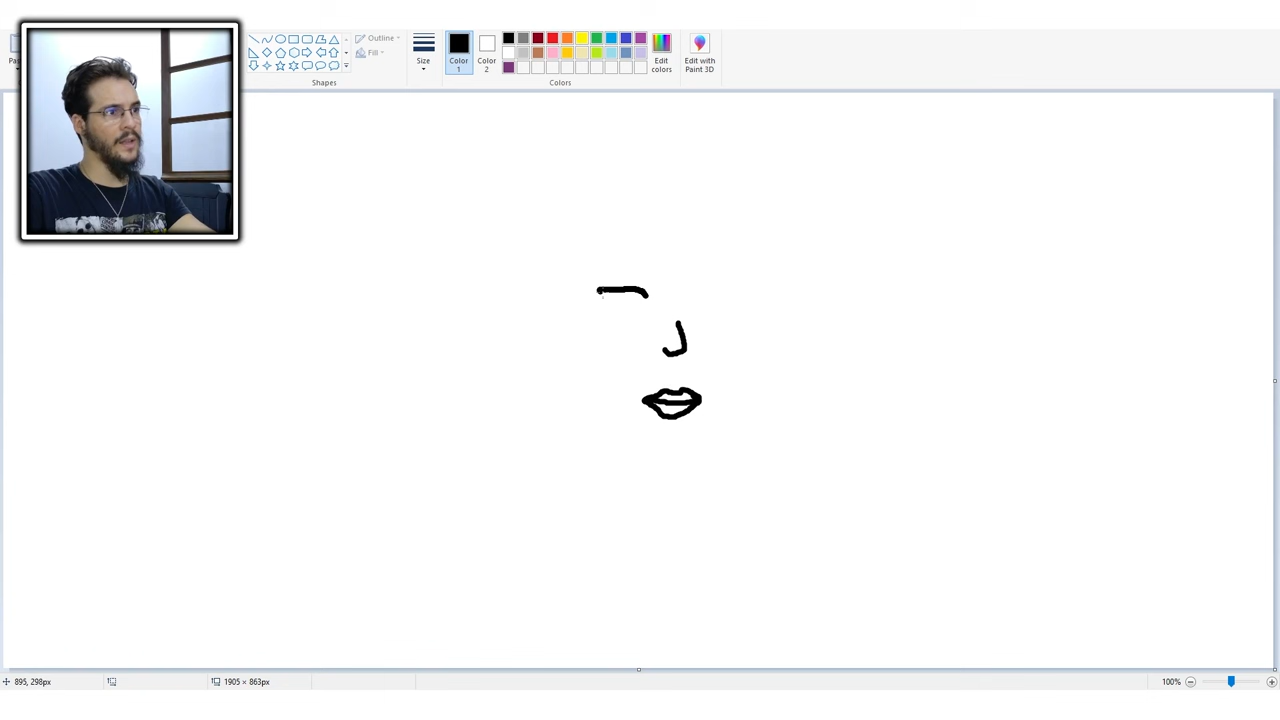 Pas
Outline
Fill
Shapes
Size
Color 1
Color 2
Edit colors
Edit with Paint 3D
Colors
895, 298px
1905 × 863px
100%